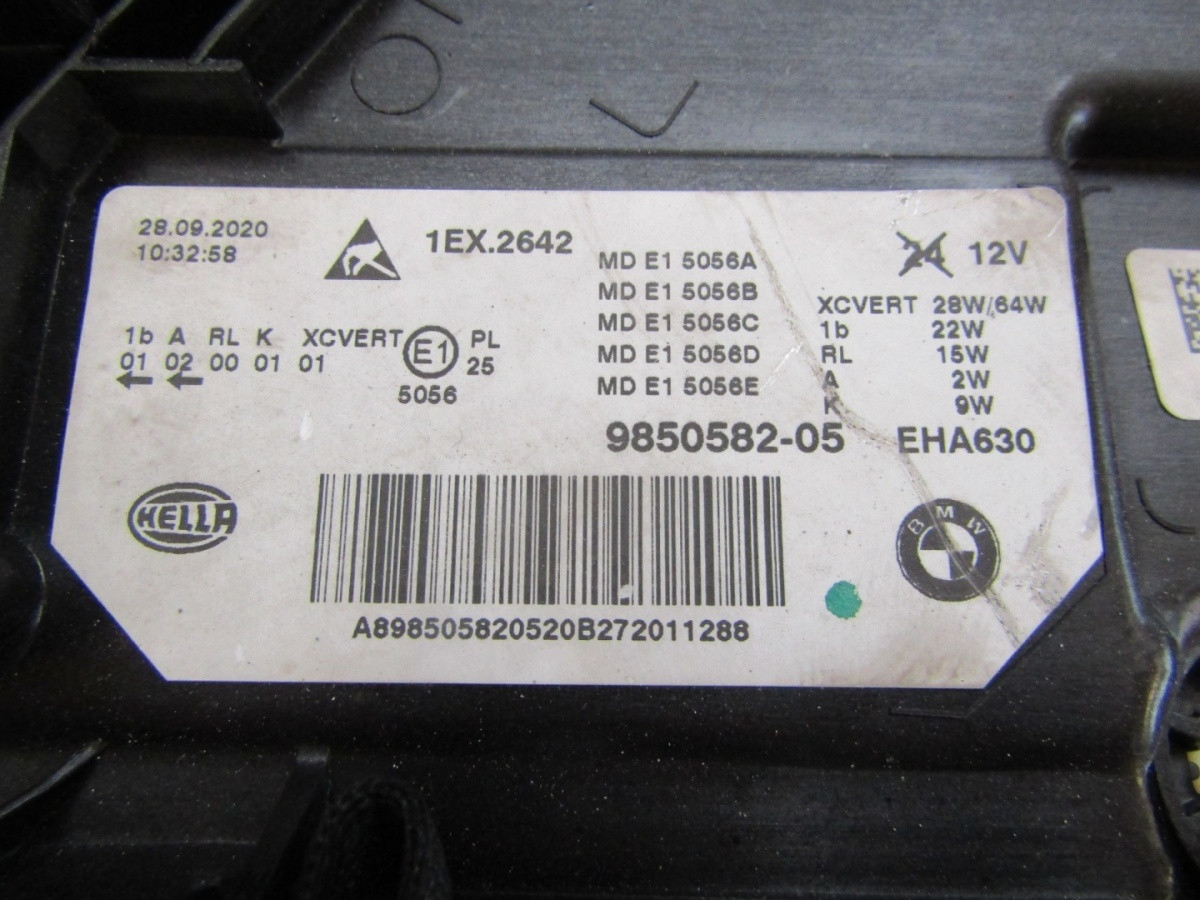 28.09.2020
10:32:58
1EX.2642
MD E1 5056A
MD E1 5056B
MD E1 5056C
MD E1 5056D
MD E1 5056E
24 12V
XCVERT 28W/64W
1b 22W
RL 15W
A 2W
K 9W
1b A RL K XCVERT E1 PL
01 02 00 01 01 25
5056
9850582-05 EHA630
HELLA
BMW
A898505820520B272011288